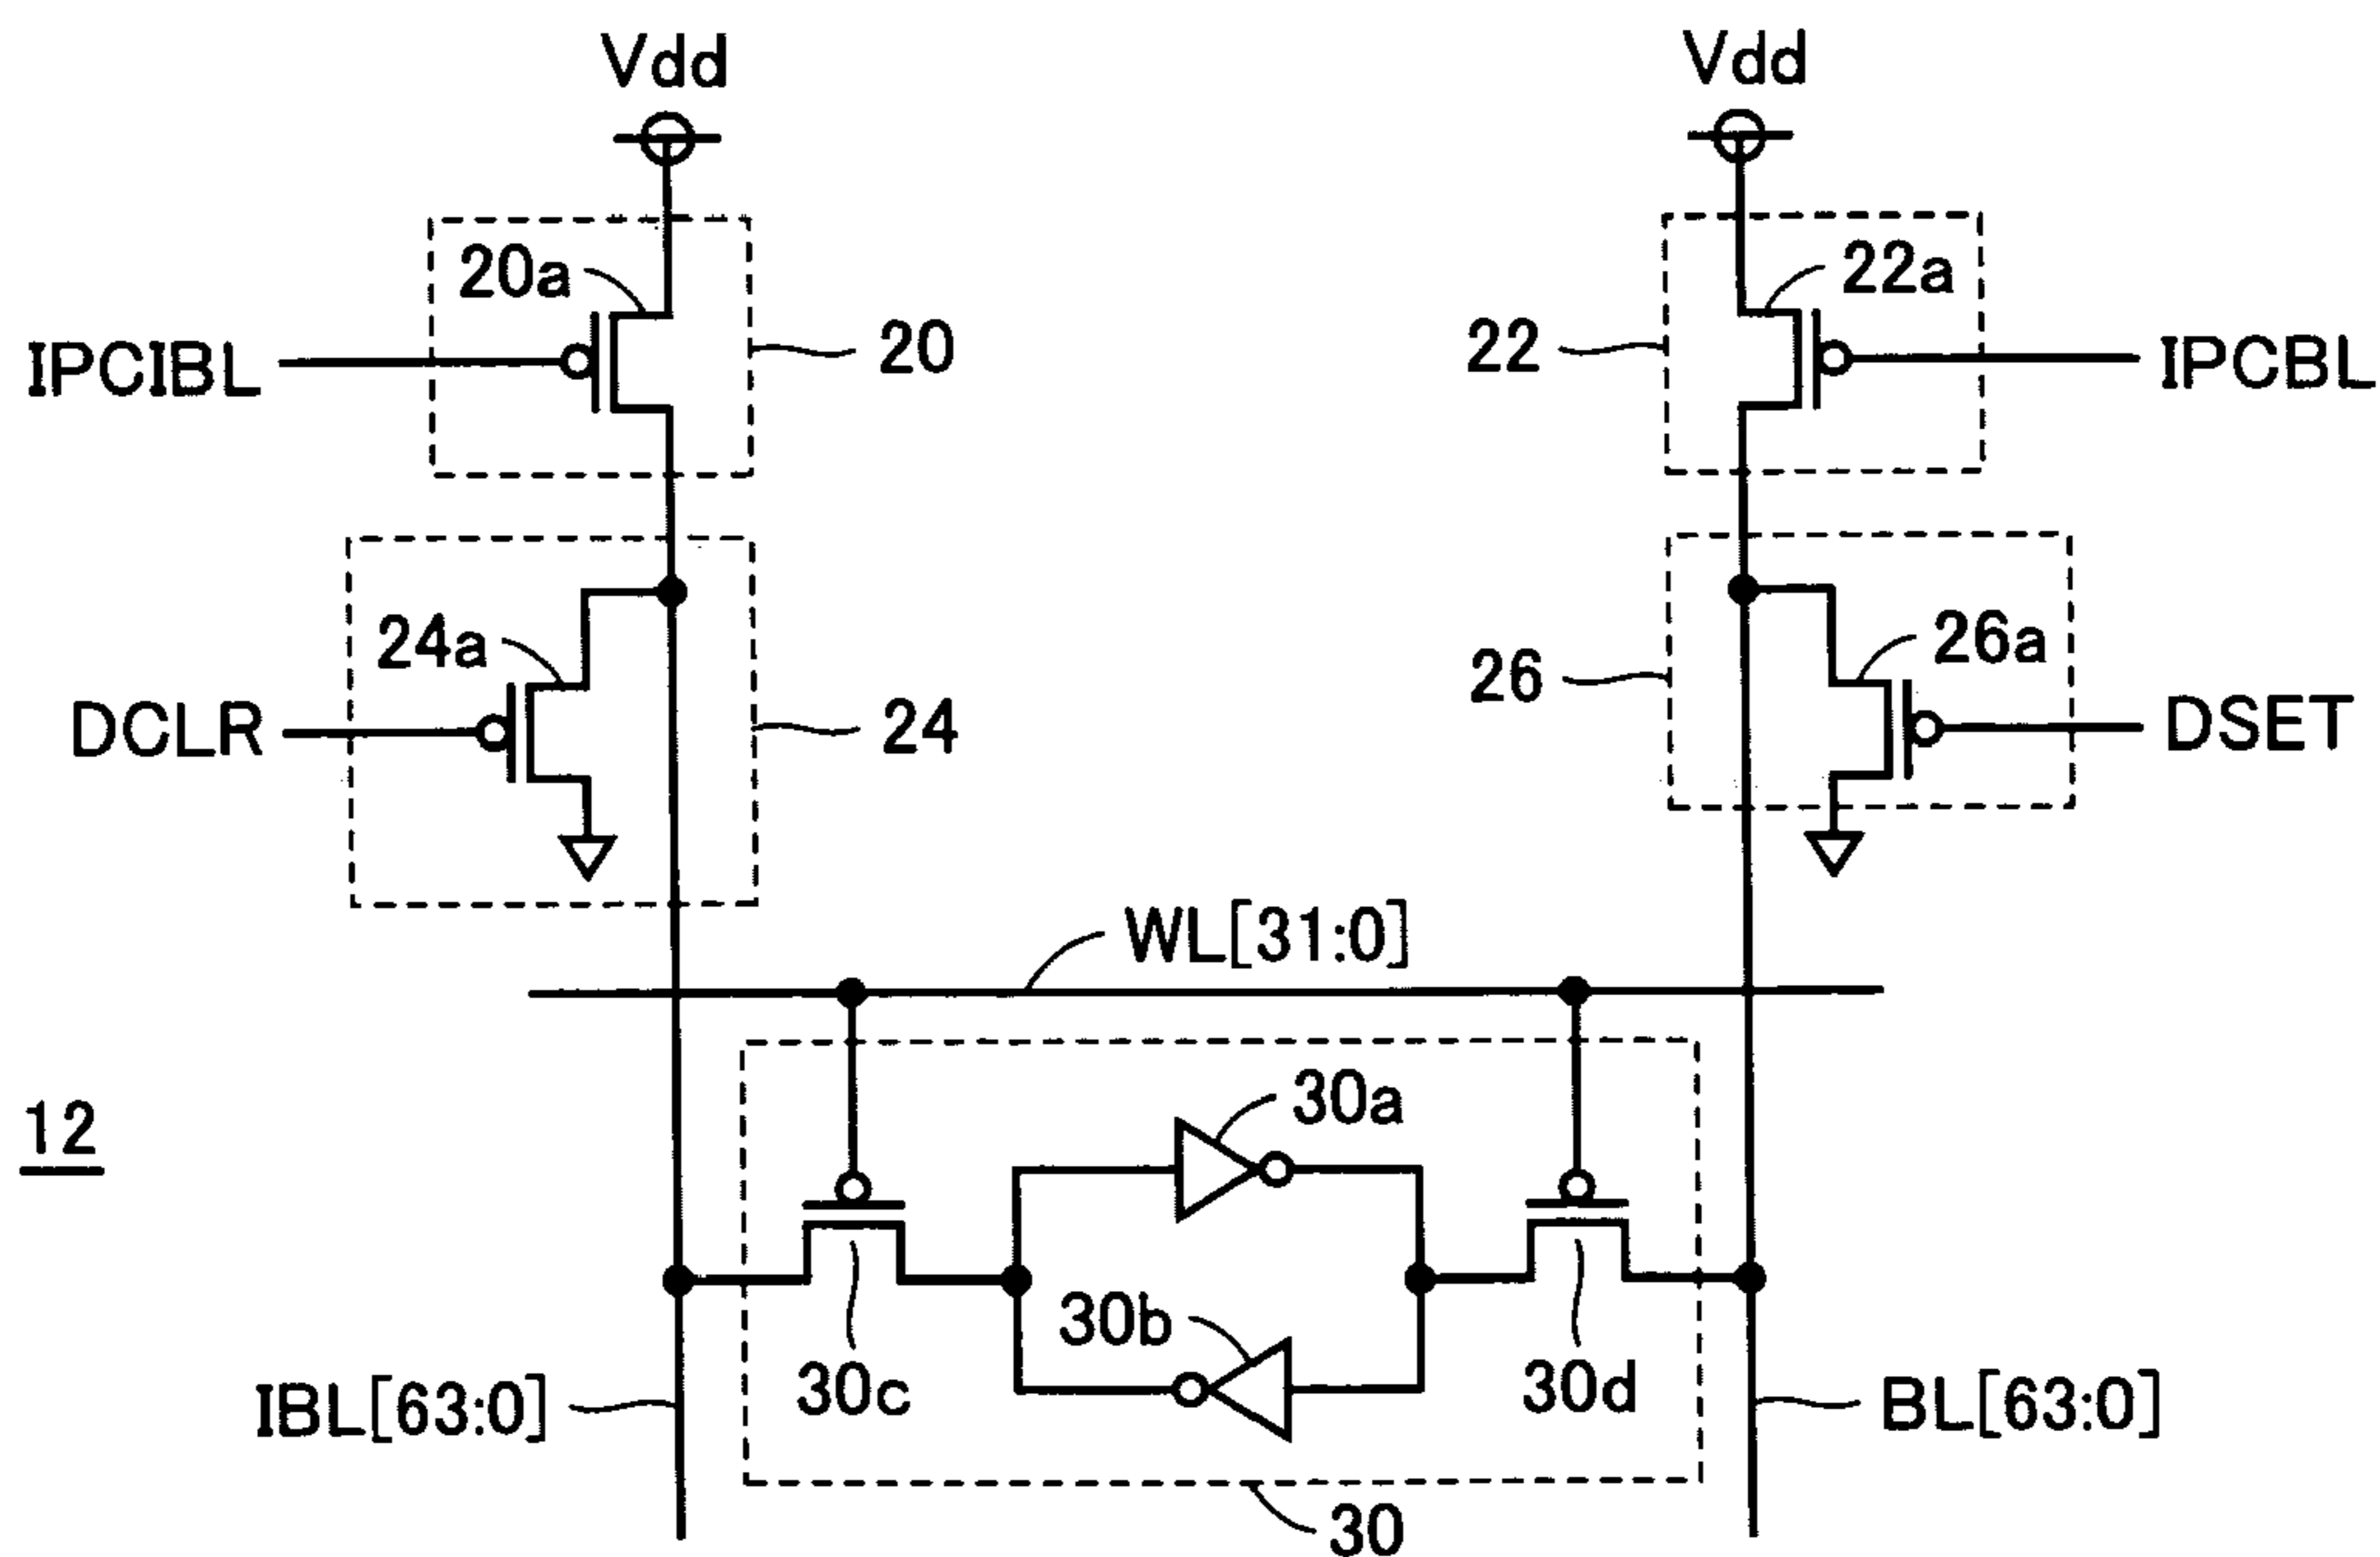 Vdd
Vdd
20a
22a
IPCIBL
20
22
IPCBL
24a
26a
DCLR
24
26
DSET
WL[31:0]
12
30a
30b
30c
30d
IBL[63:0]
BL[63:0]
30